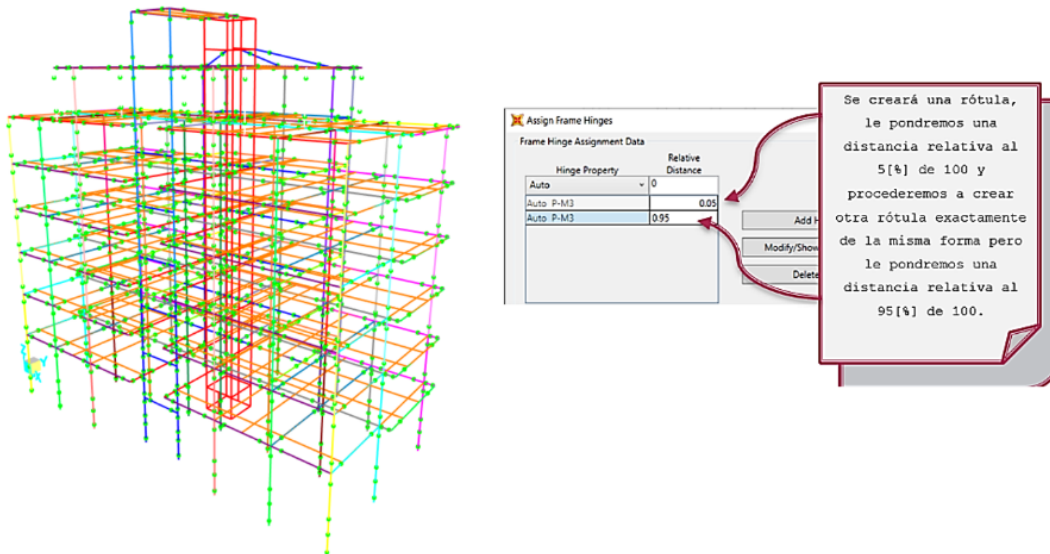 Assign Frame Hinges
Frame Hinge Assignment Data
Relative
Hinge Property Distance
Auto 0
Auto P-M3 0.05
Auto P-M3 0.95
Add H
Modify/Show
Delete
Se creará una rótula,
le pondremos una
distancia relativa al
5[%] de 100 y
procederemos a crear
otra rótula exactamente
de la misma forma pero
le pondremos una
distancia relativa al
95[%] de 100.